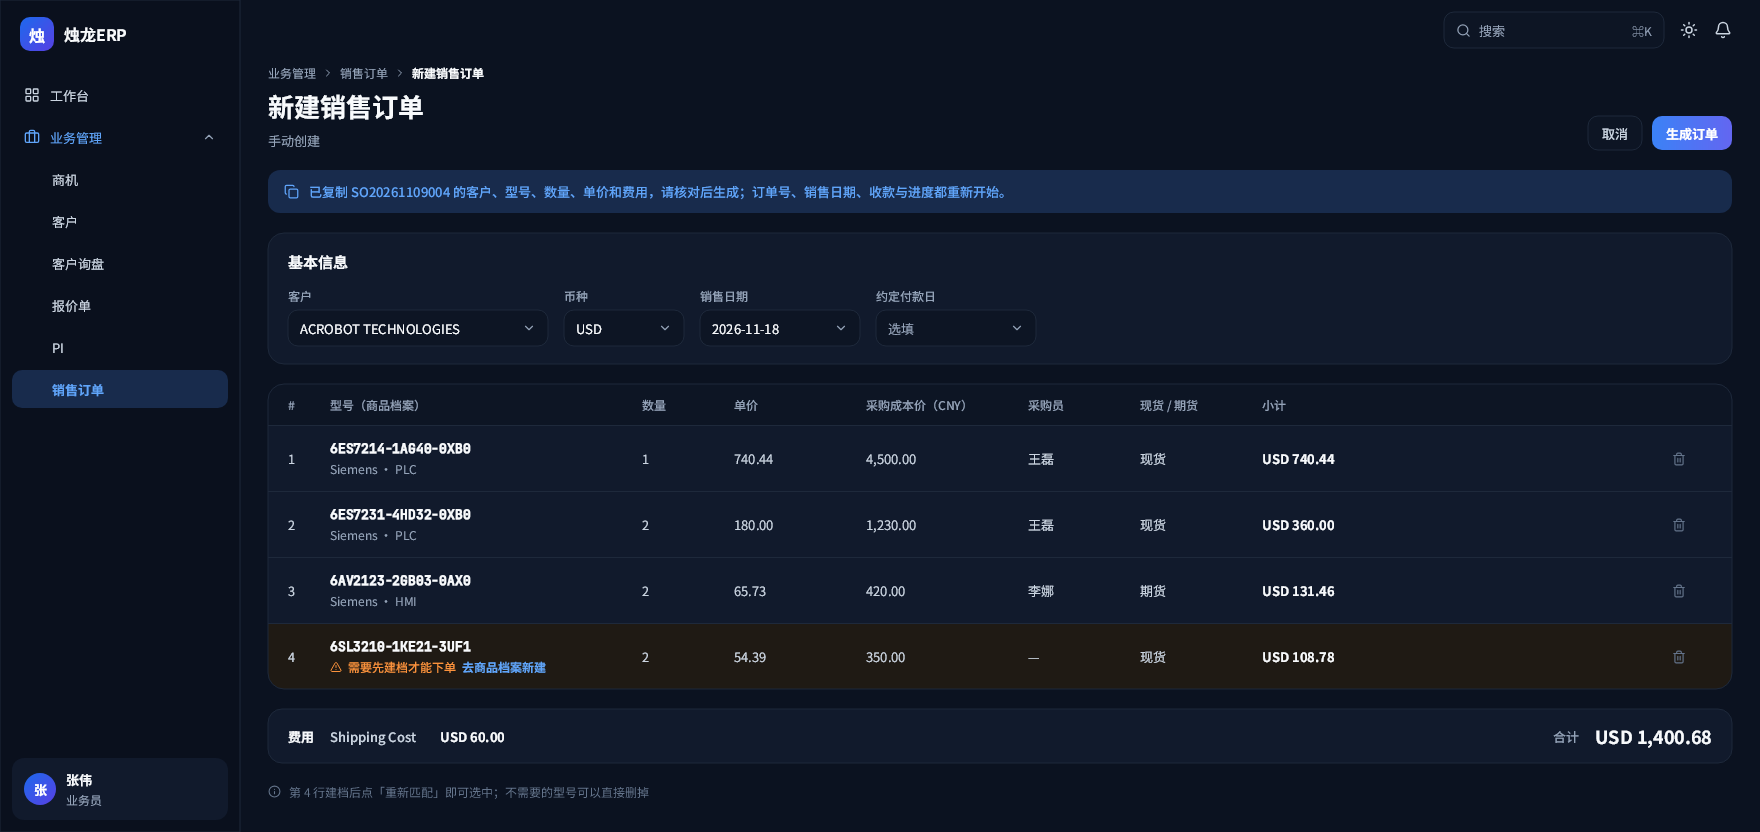 烛 烛龙ERP
搜索 ⌘K
工作台
业务管理
商机
客户
客户询盘
报价单
PI
销售订单
张 张伟
业务员
业务管理 > 销售订单 > 新建销售订单
新建销售订单
手动创建
取消 生成订单
已复制 SO20261109004 的客户、型号、数量、单价和费用，请核对后生成；订单号、销售日期、收款与进度都重新开始。
基本信息
客户 币种 销售日期 约定付款日
ACROBOT TECHNOLOGIES USD 2026-11-18 选填
# 型号（商品档案） 数量 单价 采购成本价（CNY） 采购员 现货 / 期货 小计
1 6ES7214-1AG40-0XB0 1 740.44 4,500.00 王磊 现货 USD 740.44
Siemens • PLC
2 6ES7231-4HD32-0XB0 2 180.00 1,230.00 王磊 现货 USD 360.00
Siemens • PLC
3 6AV2123-2GB03-0AX0 2 65.73 420.00 李娜 期货 USD 131.46
Siemens • HMI
4 6SL3210-1KE21-3UF1 2 54.39 350.00 — 现货 USD 108.78
需要先建档才能下单 去商品档案新建
费用 Shipping Cost USD 60.00 合计 USD 1,400.68
第 4 行建档后点「重新匹配」即可选中；不需要的型号可以直接删掉